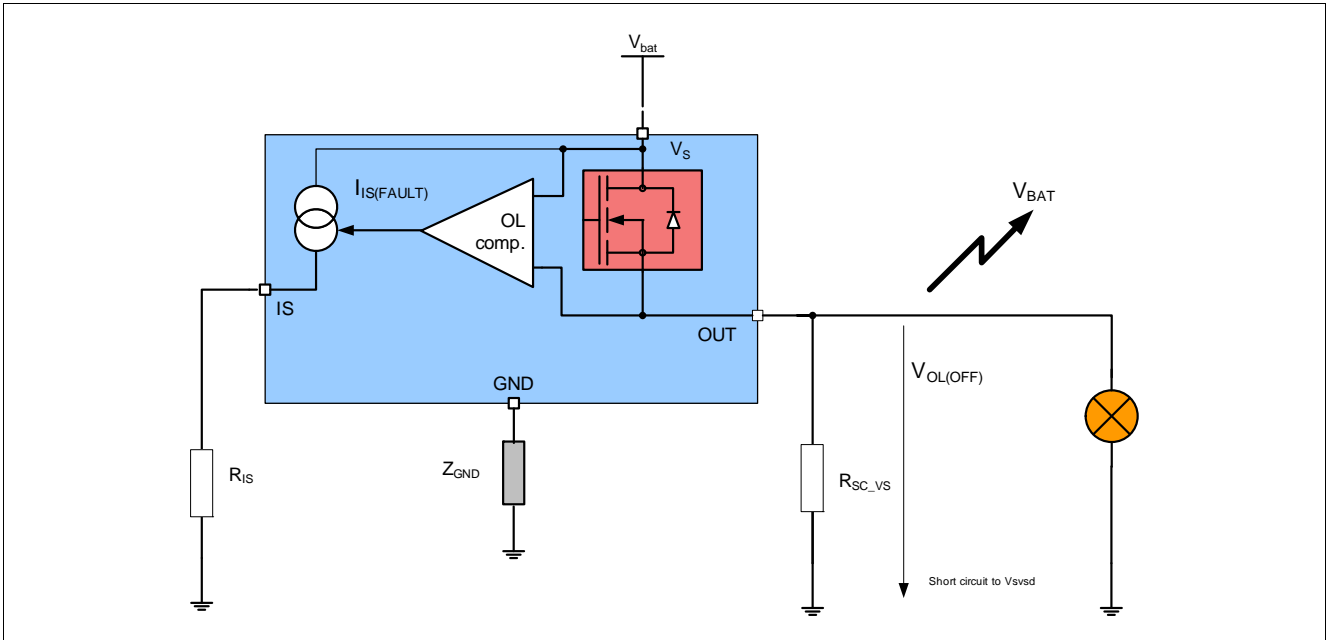 Vbat
VS
IIS(FAULT)
OL
comp.
VBAT
IS
OUT
VOL(OFF)
GND
ZGND
RIS
RSC_VS
Short circuit to Vsvsd